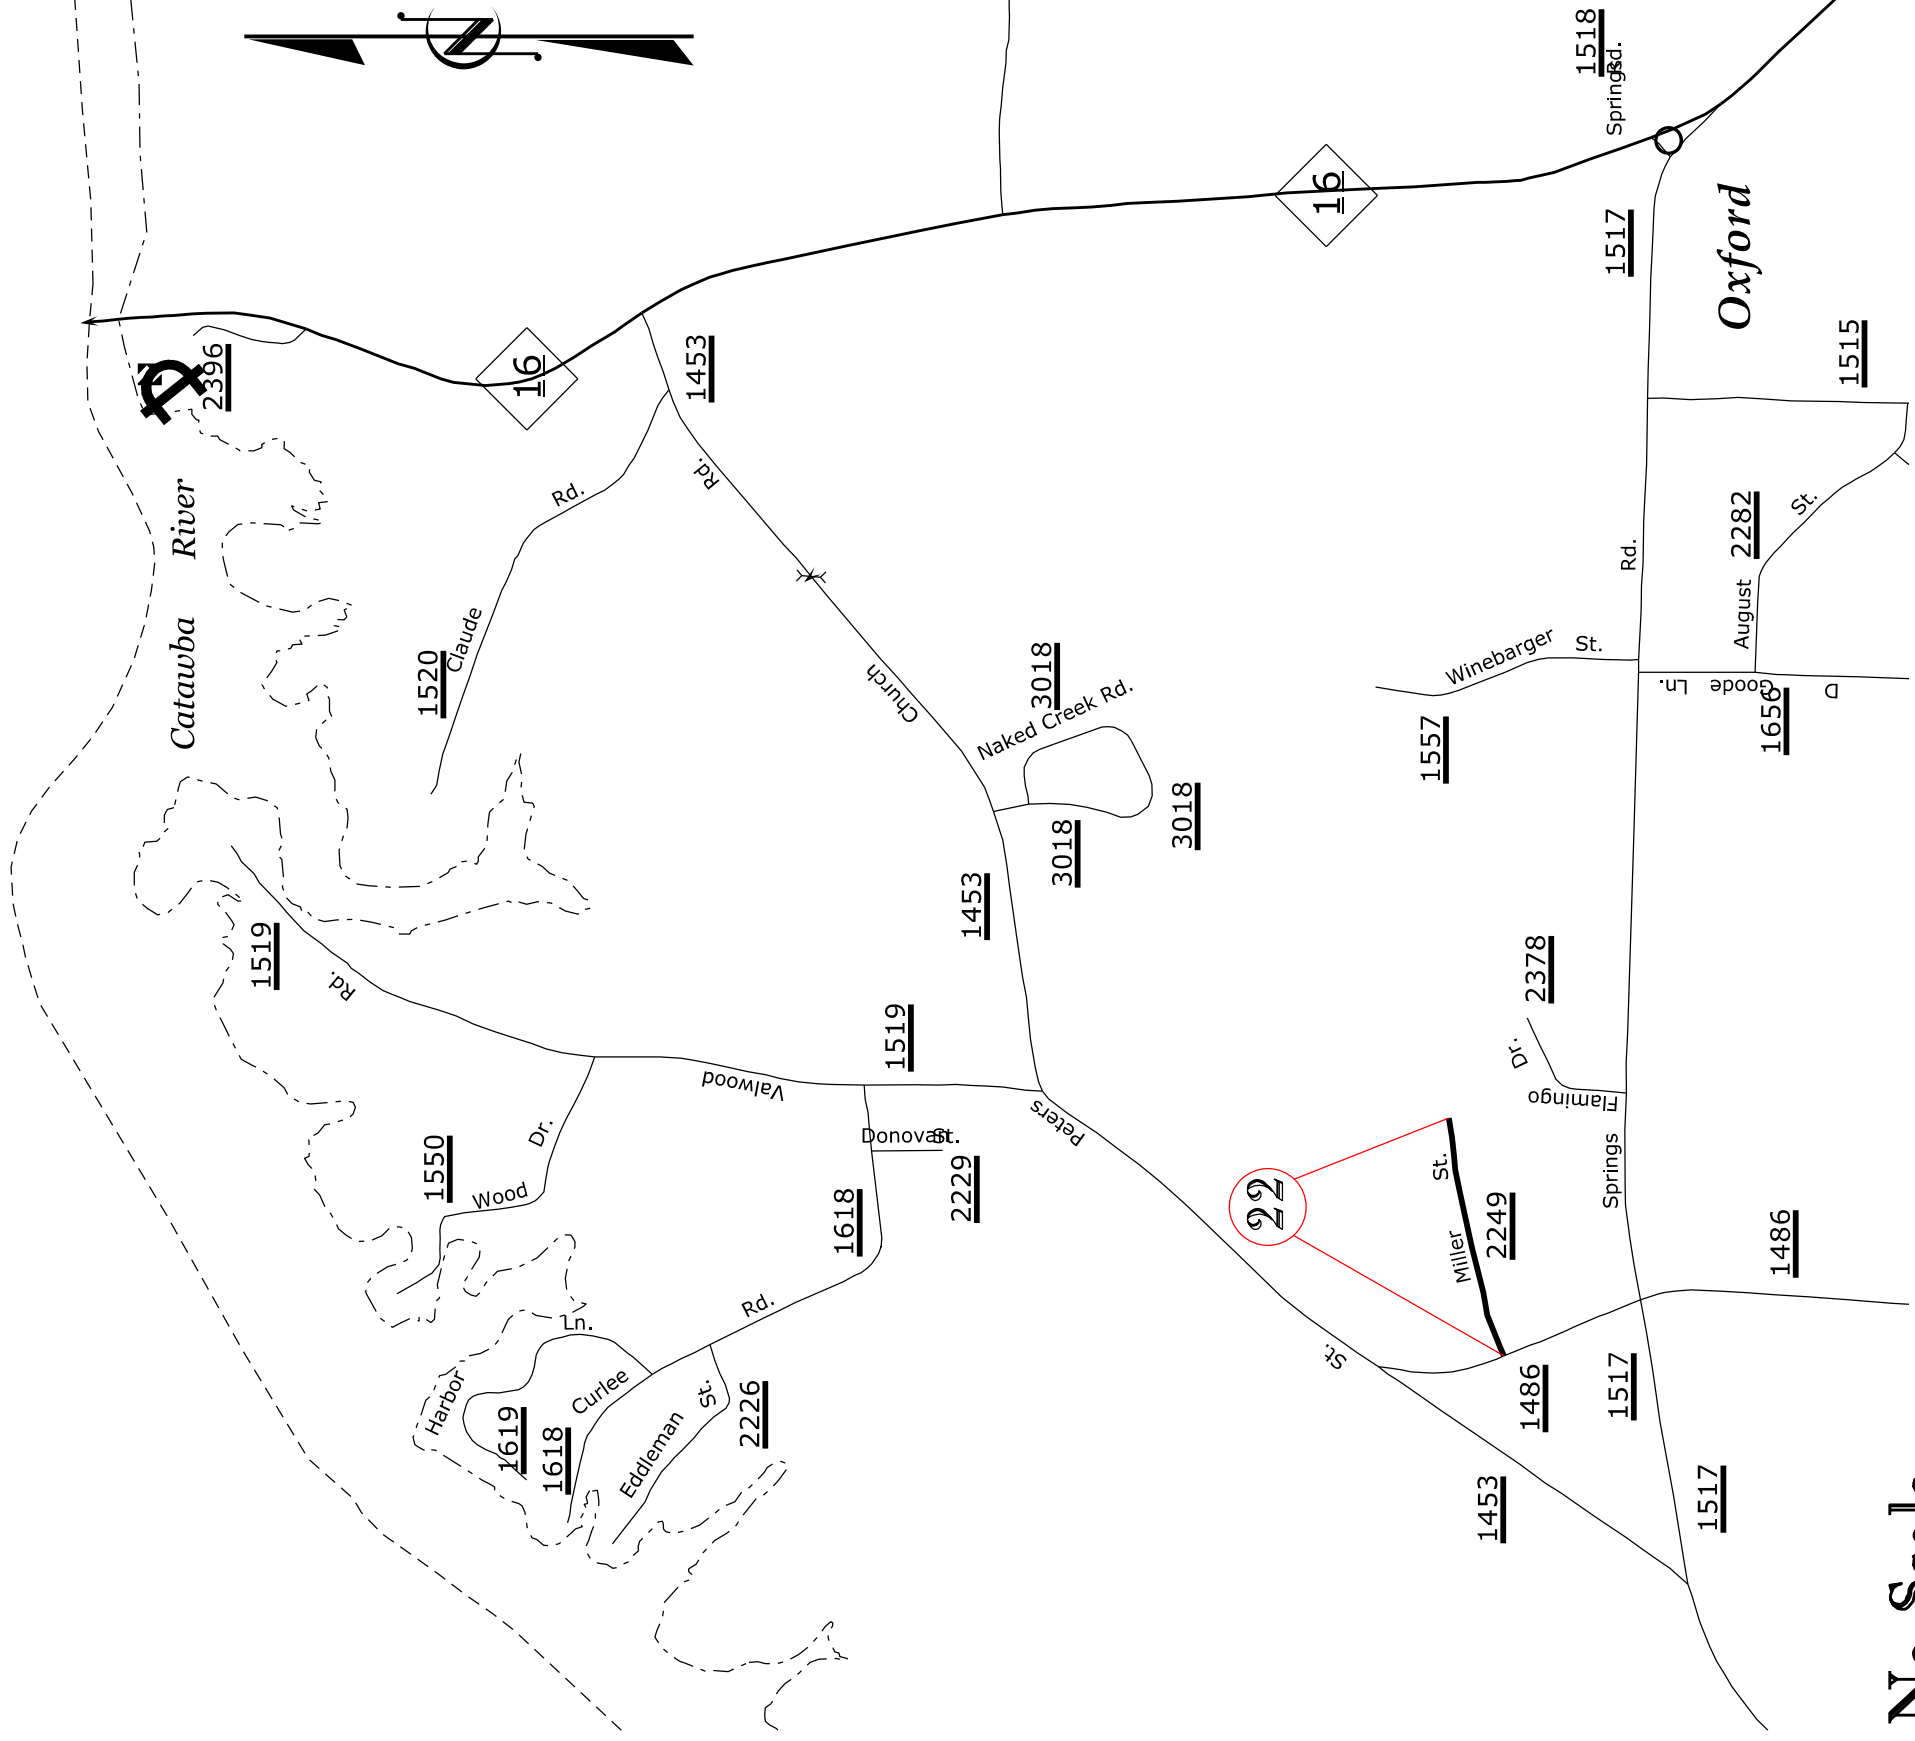 N
1518
Springs Rd.
16
16
1517
Oxford
1515
2396
1453
Catawba River
Rd.
Claude
1520
Rd.
Church
2282
August St.
Rd.
3018
Naked Creek Rd.
3018
3018
Winebarger St.
1557
Goode Ln.
1656
D
1519
Rd.
1453
2378
Flamingo Dr.
1519
Valwood
Peters
Donovan St.
2229
1550
Wood Dr.
1618
22
Miller St.
2249
Springs
1486
Rd.
Harbor Ln.
Curlee
1619
1618
Eddleman St.
2226
St.
1486
1517
1453
1517
No Scale